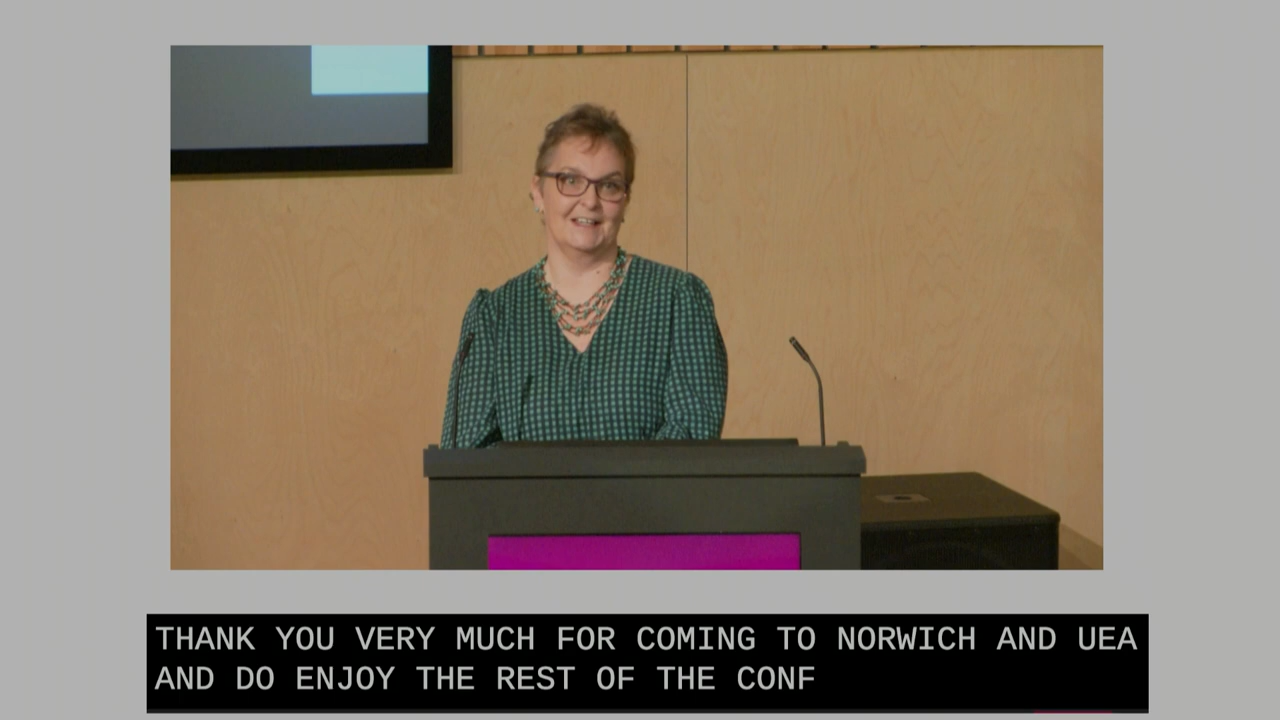 THANK YOU VERY MUCH FOR COMING TO NORWICH AND UEA
AND DO ENJOY THE REST OF THE CONF